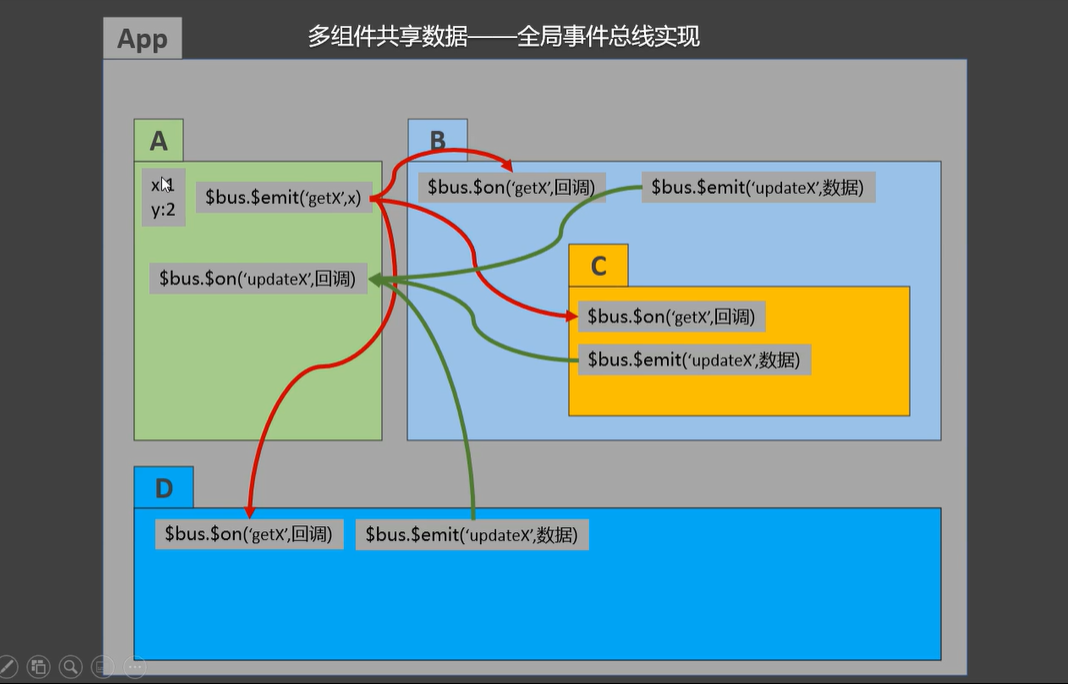 App
多组件共享数据——全局事件总线实现
A
B
x:1
y:2
$bus.$emit(‘getX’,x)
$bus.$on(‘getX’,回调)
$bus.$emit(‘updateX’,数据)
$bus.$on(‘updateX’,回调)
C
$bus.$on(‘getX’,回调)
$bus.$emit(‘updateX’,数据)
D
$bus.$on(‘getX’,回调)
$bus.$emit(‘updateX’,数据)